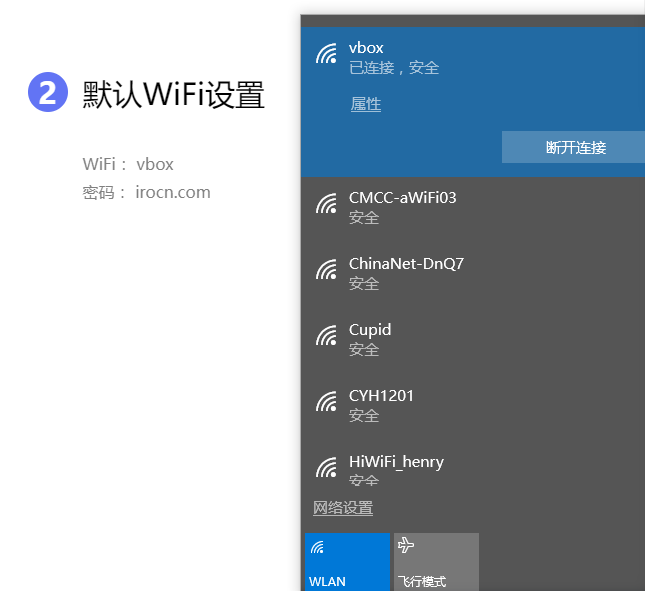 2 默认WiFi设置
WiFi： vbox
密码： irocn.com
vbox
已连接，安全
属性
断开连接
CMCC-aWiFi03
安全
ChinaNet-DnQ7
安全
Cupid
安全
CYH1201
安全
HiWiFi_henry
安全
网络设置
WLAN
飞行模式